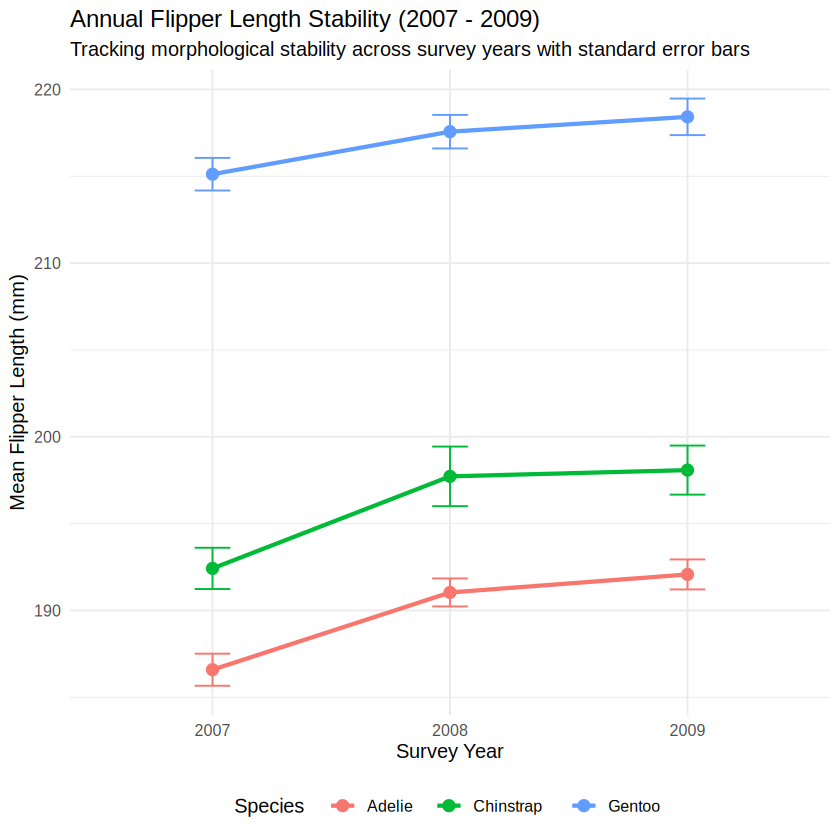 Annual Flipper Length Stability (2007 - 2009)
Tracking morphological stability across survey years with standard error bars
Mean Flipper Length (mm)
220
210
200
190
2007 2008 2009
Survey Year
Species Adelie Chinstrap Gentoo